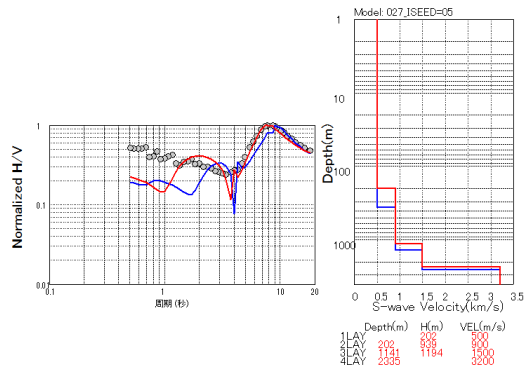 Model: 027_ISEED=05
1
10
100
1000
Depth(m)
0 0.5 1 1.5 2 2.5 3 3.5
S-wave Velocity(km/s)
Normalized H/V
1
0.1
0.01
0.1 1 10 20
周期(秒)
Depth(m) H(m) VEL(m/s)
1LAY 202 500
2LAY 202 939 900
3LAY 1141 1194 1500
4LAY 2335 3200